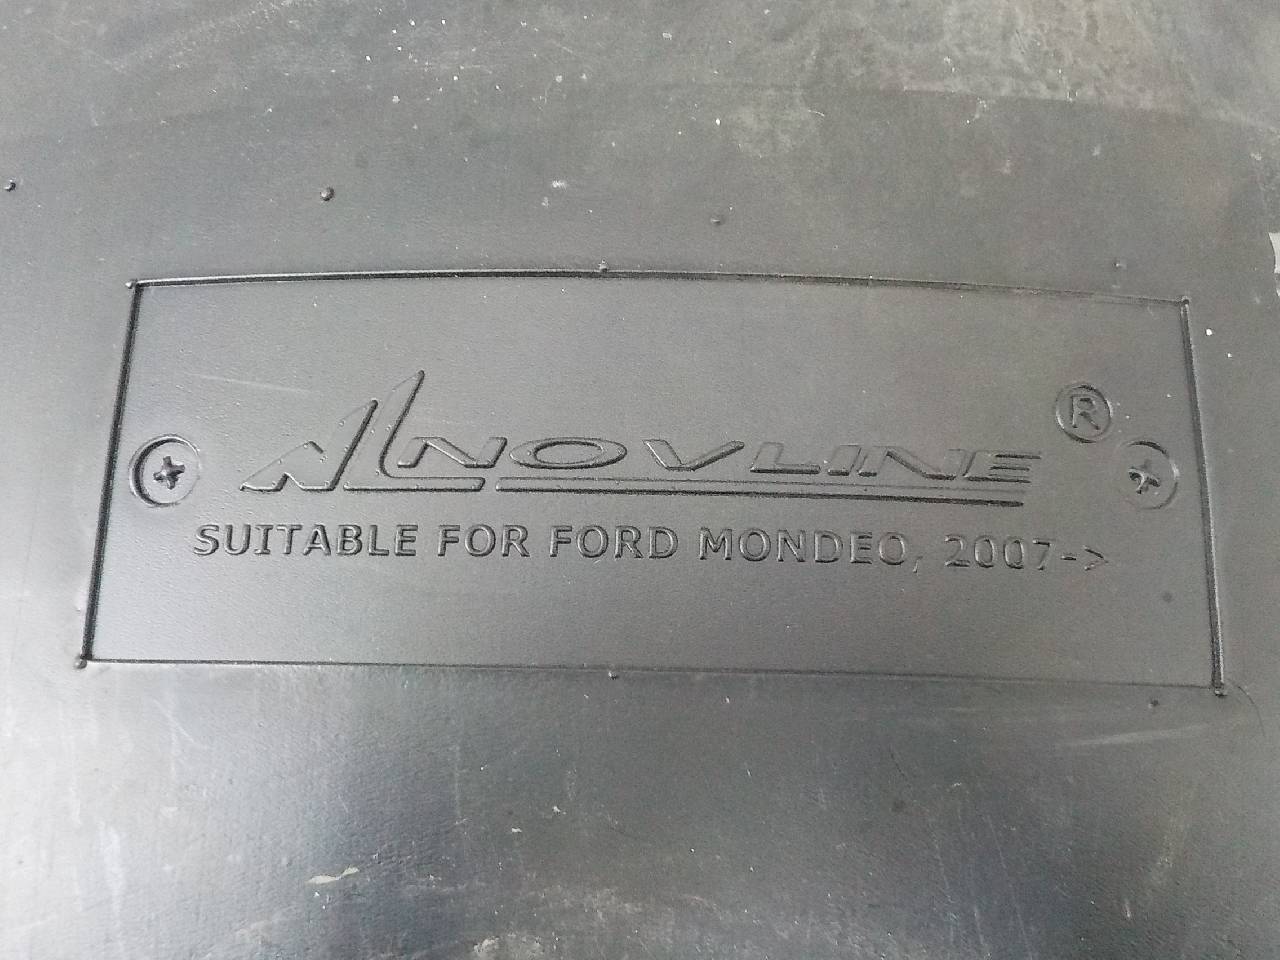 NOVLINE ®
SUITABLE FOR FORD MONDEO, 2007->